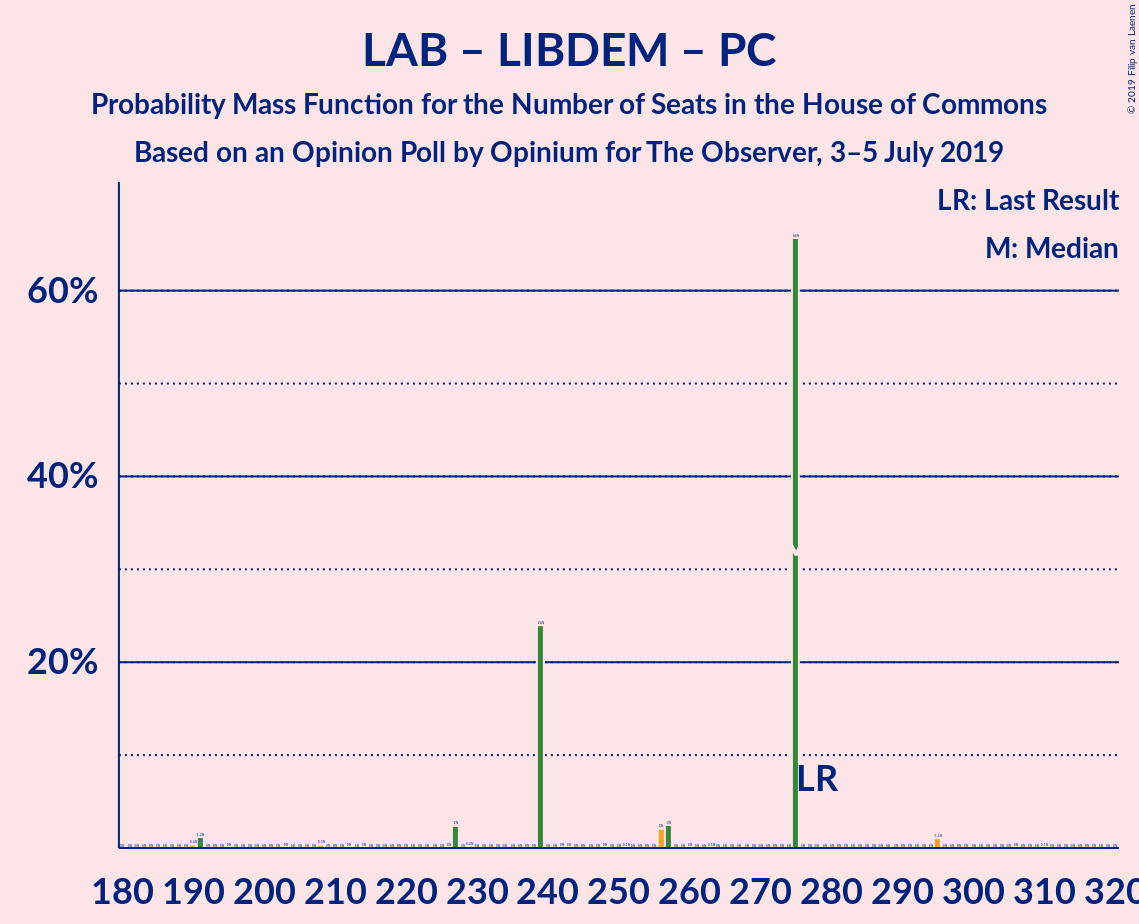 LAB – LIBDEM – PC
Probability Mass Function for the Number of Seats in the House of Commons
Based on an Opinion Poll by Opinium for The Observer, 3–5 July 2019
© 2019 Filip van Laenen
LR: Last Result
M: Median
60%
40%
20%
LR
180 190 200 210 220 230 240 250 260 270 280 290 300 310 320